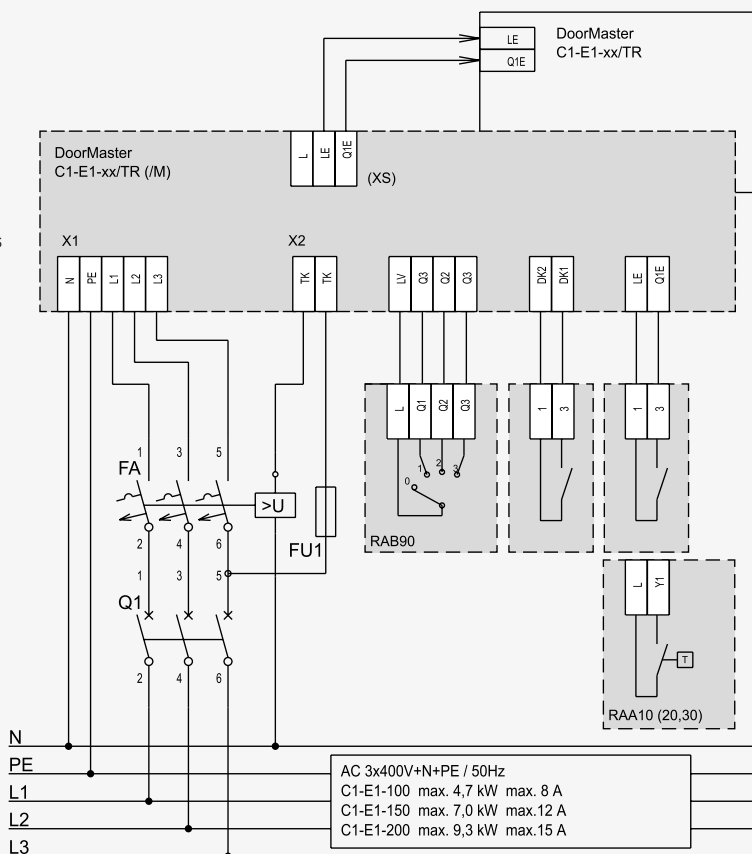 LE
Q1E
DoorMaster
C1-E1-xx/TR
DoorMaster
C1-E1-xx/TR (/M)
L
LE
Q1E
(XS)
S
X1
X2
N
PE
L1
L2
L3
TK
TK
LV
Q3
Q2
Q3
DK2
DK1
LE
Q1E
L
Q1
Q2
Q3
1
3
1
3
0
1
2
3
RAB90
1
3
5
FA
>U
FU1
2
4
6
1
3
5
Q1
2
4
6
L
Y1
T
RAA10 (20,30)
N
PE
L1
L2
L3
AC 3x400V+N+PE / 50Hz
C1-E1-100 max. 4,7 kW max. 8 A
C1-E1-150 max. 7,0 kW max.12 A
C1-E1-200 max. 9,3 kW max.15 A